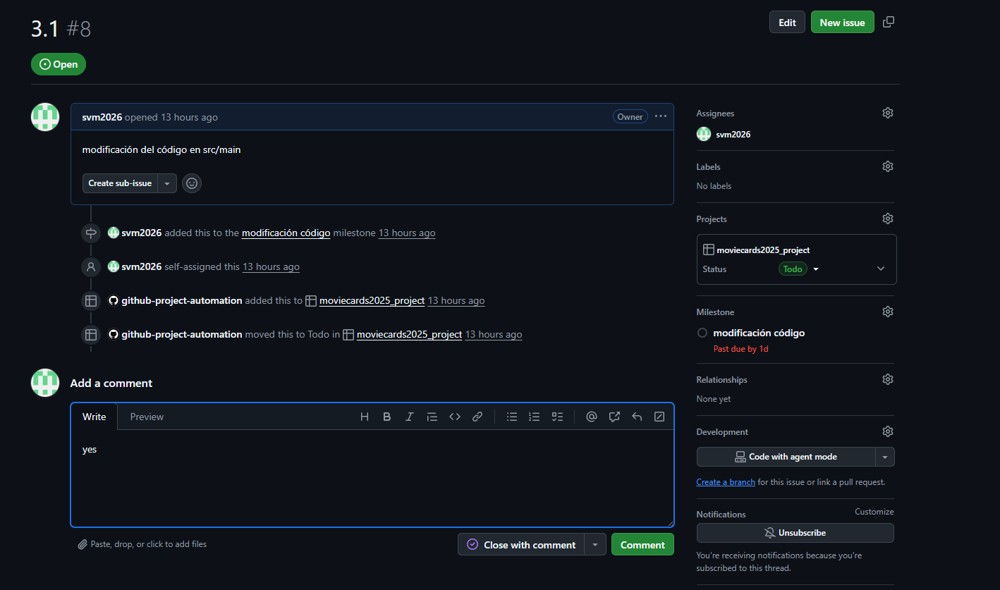 3.1 #8
Edit
New issue
Open
svm2026 opened 13 hours ago
Owner
modificación del código en src/main
Create sub-issue
svm2026 added this to the modificación código milestone 13 hours ago
svm2026 self-assigned this 13 hours ago
github-project-automation added this to moviecards2025_project 13 hours ago
github-project-automation moved this to Todo in moviecards2025_project 13 hours ago
Add a comment
Write
Preview
yes
Paste, drop, or click to add files
Close with comment
Comment
Assignees
svm2026
Labels
No labels
Projects
moviecards2025_project
Status Todo
Milestone
modificación código
Past due by 1d
Relationships
None yet
Development
Code with agent mode
Create a branch for this issue or link a pull request.
Notifications
Customize
Unsubscribe
You're receiving notifications because you're
subscribed to this thread.